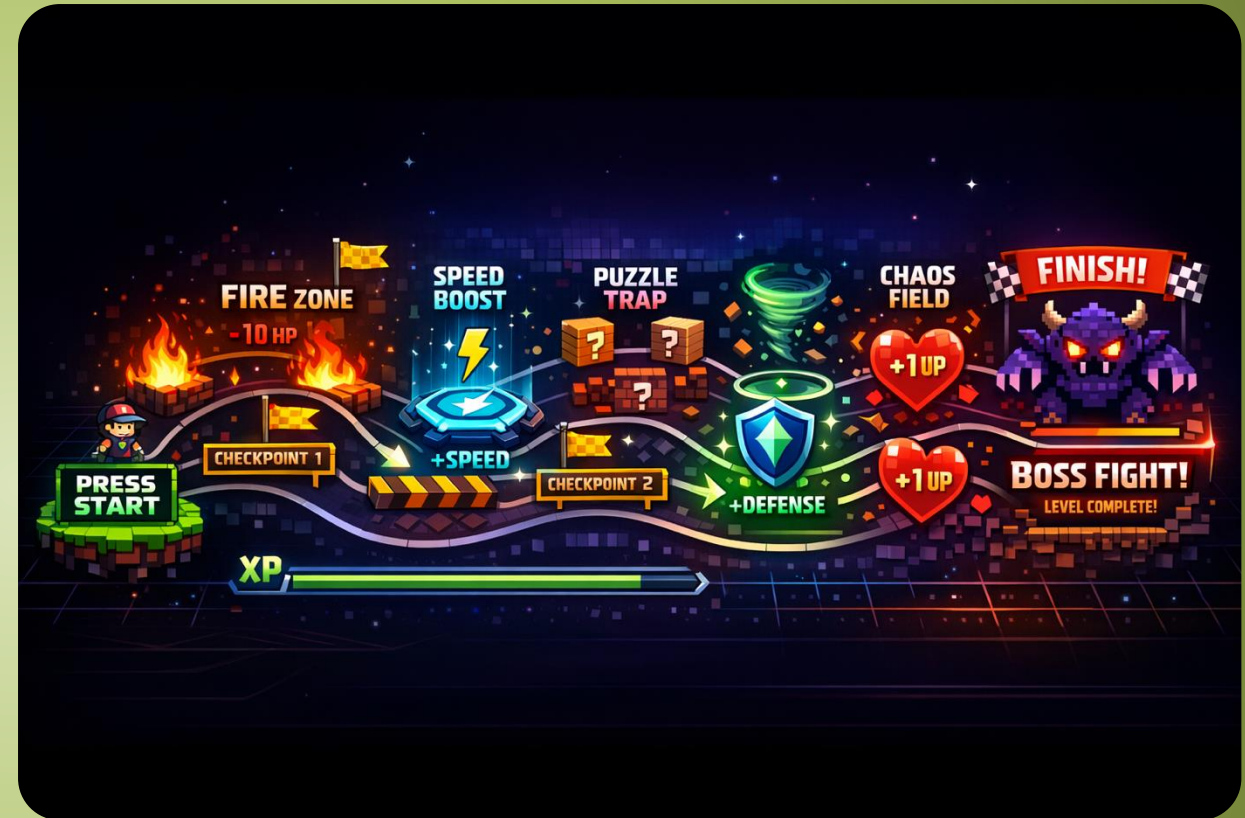 PRESS
START
FIRE ZONE
-10 HP
CHECKPOINT 1
SPEED
BOOST
+SPEED
PUZZLE
TRAP
?
?
?
CHECKPOINT 2
+DEFENSE
CHAOS
FIELD
+1UP
+1UP
FINISH!
BOSS FIGHT!
LEVEL COMPLETE!
XP